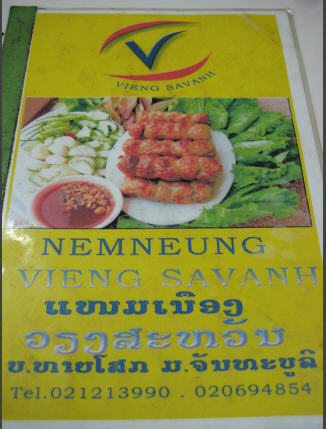 V
VIENG SAVANH
NEMNEUNG
VIENG SAVANH
ແໜມເນືອງ
ວຽງສະຫວັນ
ບ.ຫາຍໂສກ ມ.ຈັນທະບູລີ
Tel.021213990 . 020694854